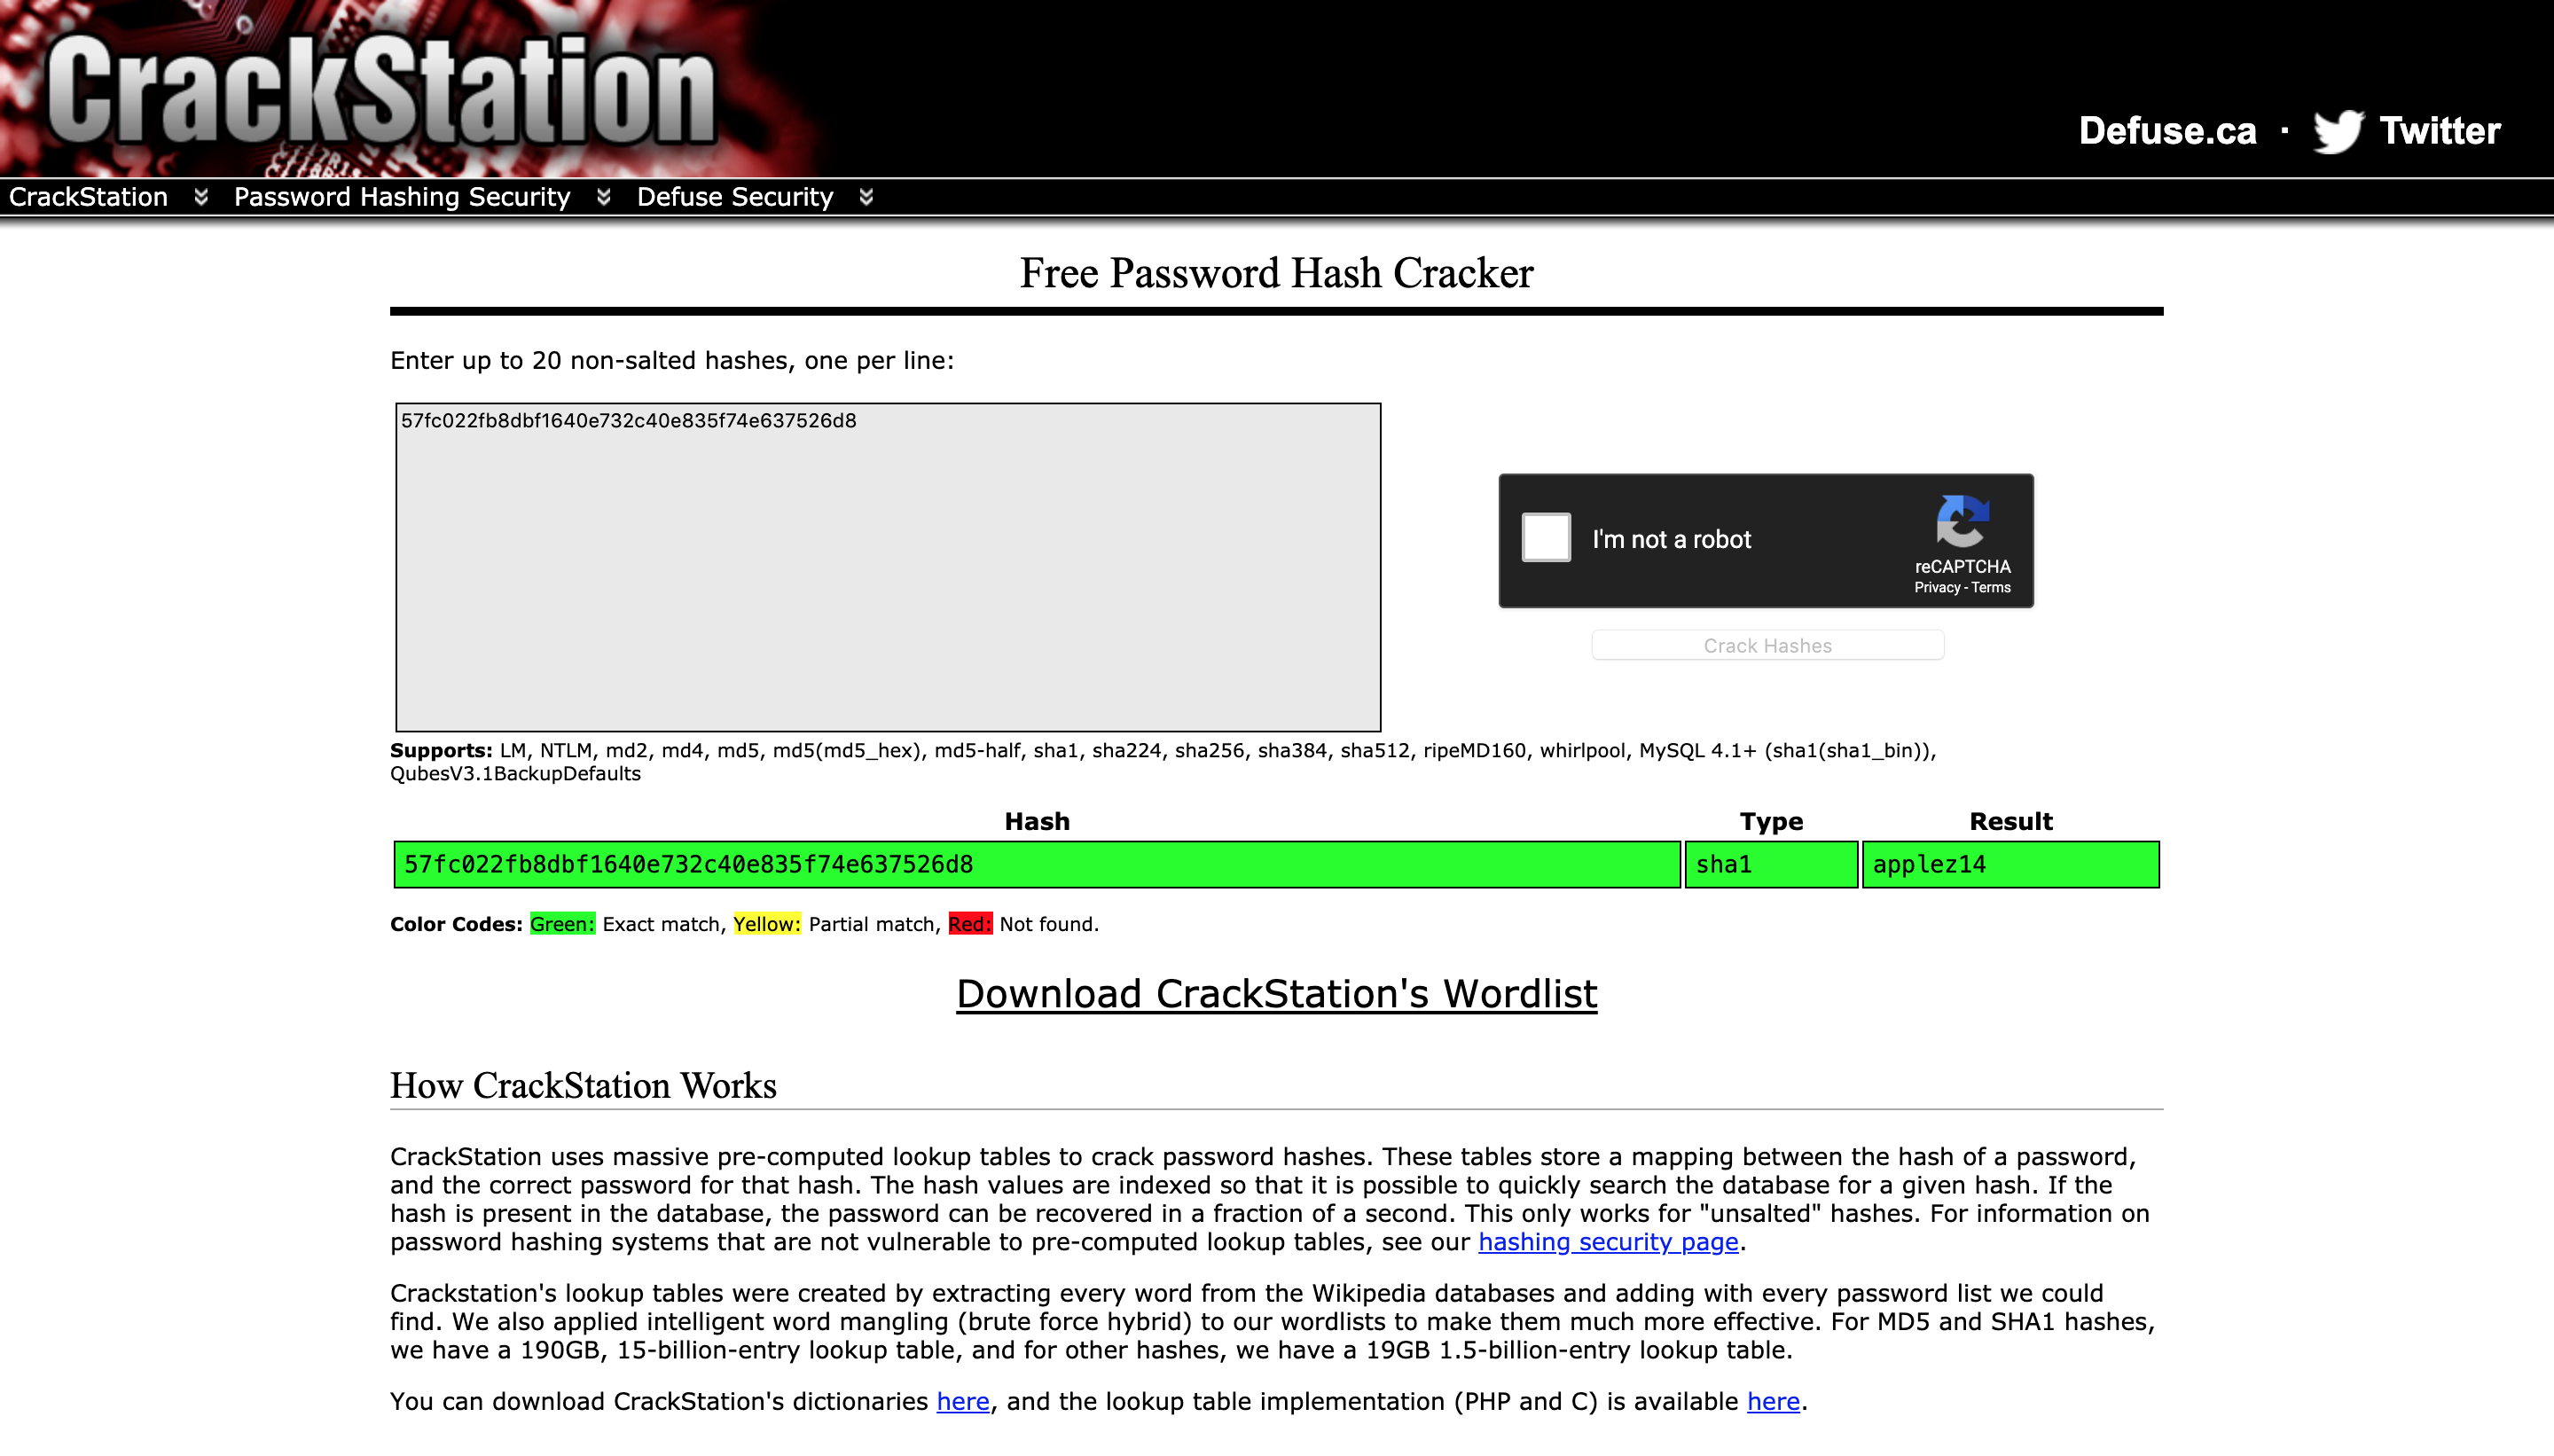 CrackStation
Defuse.ca · Twitter
CrackStation Password Hashing Security Defuse Security
Free Password Hash Cracker
Enter up to 20 non-salted hashes, one per line:
57fc022fb8dbf1640e732c40e835f74e637526d8
I'm not a robot
reCAPTCHA
Privacy - Terms
Crack Hashes
Supports: LM, NTLM, md2, md4, md5, md5(md5_hex), md5-half, sha1, sha224, sha256, sha384, sha512, ripeMD160, whirlpool, MySQL 4.1+ (sha1(sha1_bin)),
QubesV3.1BackupDefaults
Hash Type Result
57fc022fb8dbf1640e732c40e835f74e637526d8 sha1 applez14
Color Codes: Green: Exact match, Yellow: Partial match, Red: Not found.
Download CrackStation's Wordlist
How CrackStation Works
CrackStation uses massive pre-computed lookup tables to crack password hashes. These tables store a mapping between the hash of a password,
and the correct password for that hash. The hash values are indexed so that it is possible to quickly search the database for a given hash. If the
hash is present in the database, the password can be recovered in a fraction of a second. This only works for "unsalted" hashes. For information on
password hashing systems that are not vulnerable to pre-computed lookup tables, see our hashing security page.
Crackstation's lookup tables were created by extracting every word from the Wikipedia databases and adding with every password list we could
find. We also applied intelligent word mangling (brute force hybrid) to our wordlists to make them much more effective. For MD5 and SHA1 hashes,
we have a 190GB, 15-billion-entry lookup table, and for other hashes, we have a 19GB 1.5-billion-entry lookup table.
You can download CrackStation's dictionaries here, and the lookup table implementation (PHP and C) is available here.